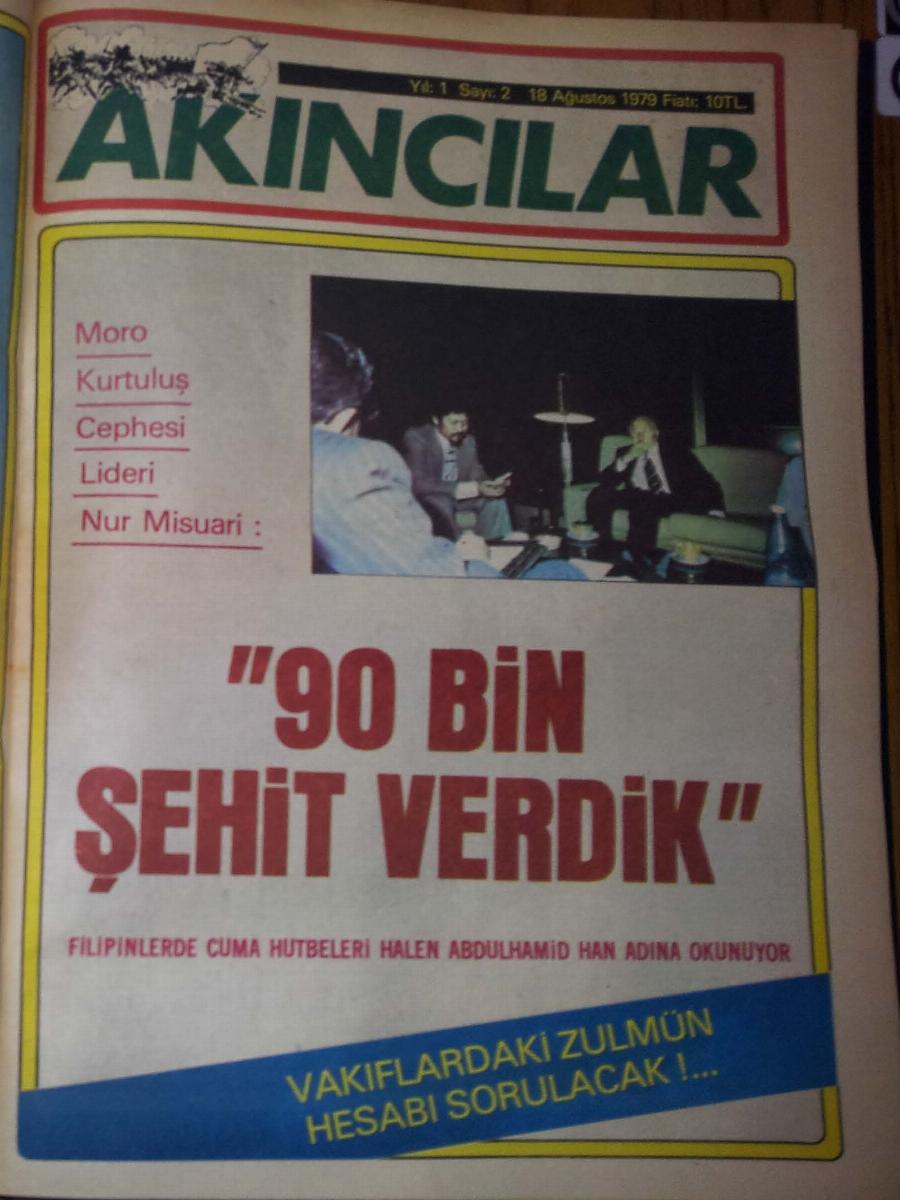 Yıl: 1 Sayı: 2 18 Ağustos 1979 Fiatı: 10TL.
AKINCILAR
Moro
Kurtuluş
Cephesi
Lideri
Nur Misuari :
"90 BİN
ŞEHİT VERDİK"
FİLİPİNLERDE CUMA HUTBELERİ HALEN ABDULHAMİD HAN ADINA OKUNUYOR
VAKIFLARDAKİ ZULMÜN
HESABI SORULACAK !...